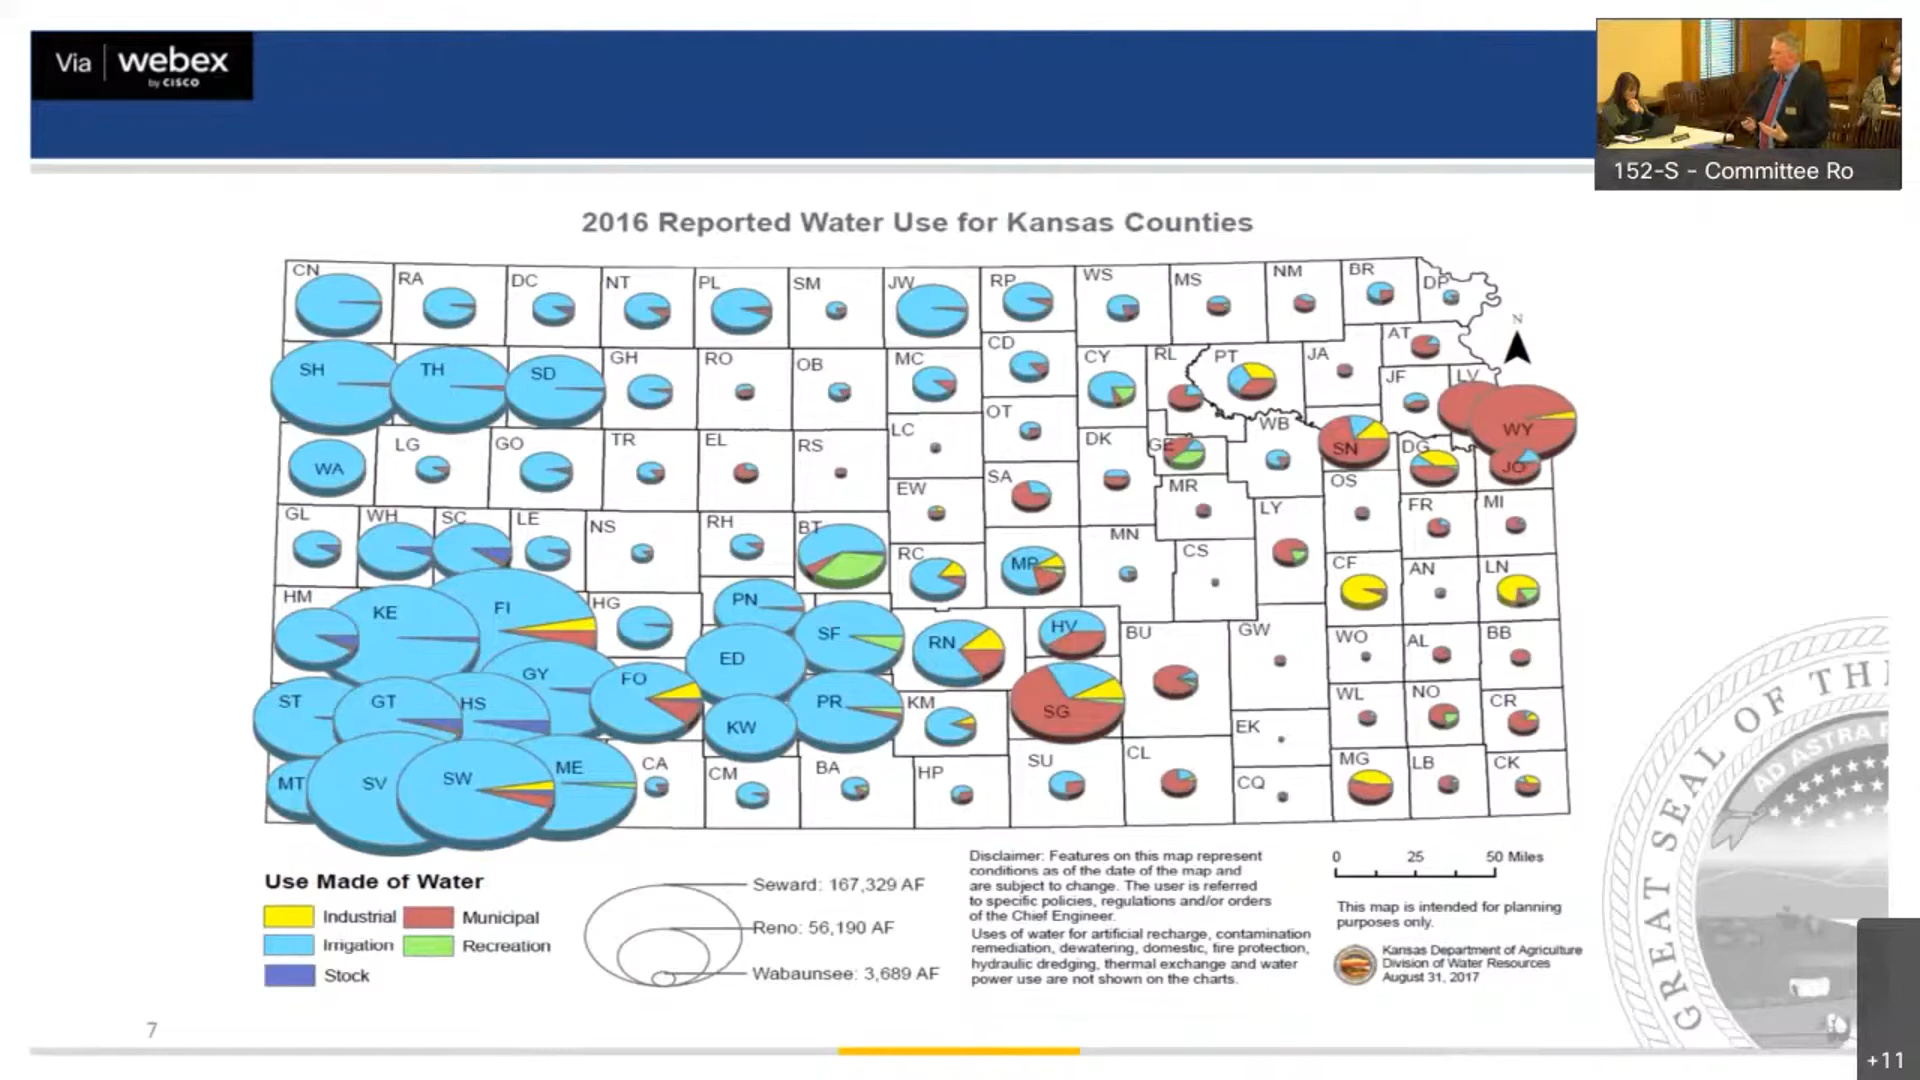 Via webex
by CISCO
152-S - Committee Ro
2016 Reported Water Use for Kansas Counties
CN RA DC NT PL SM JW RP WS MS NM BR DP
N
AT
SH TH SD GH RO OB MC CD CY RL PT JA JF LV
WY
WA LG GO TR EL RS LC OT DK GE WB SN DG JO
EW SA MR OS
GL WH SC LE NS RH BT RC MP MN CS LY FR MI
CF AN LN
HM KE FI HG PN SF RN HV BU GW WO AL BB
ED
ST GT HS GY FO KW PR KM SG EK WL NO CR
MT SV SW ME CA CM BA HP SU CL CQ MG LB CK
Use Made of Water
Industrial Municipal
Irrigation Recreation
Stock
Seward: 167,329 AF
Reno: 56,190 AF
Wabaunsee: 3,689 AF
Disclaimer: Features on this map represent
conditions as of the date of the map and
are subject to change. The user is referred
to specific policies, regulations and/or orders
of the Chief Engineer.
Uses of water for artificial recharge, contamination
remediation, dewatering, domestic, fire protection,
hydraulic dredging, thermal exchange and water
power use are not shown on the charts.
0 25 50 Miles
This map is intended for planning
purposes only.
Kansas Department of Agriculture
Division of Water Resources
August 31, 2017
GREAT SEAL OF TH
AD ASTRA
7
+11